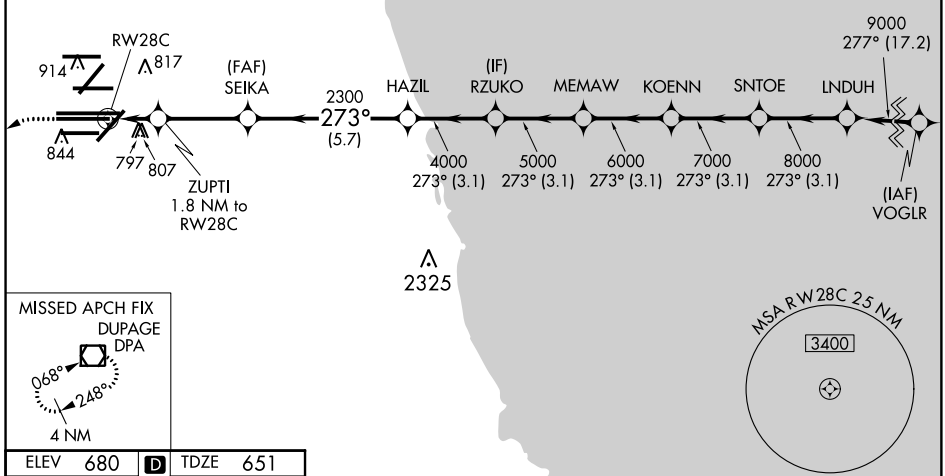 RW28C
914
817
844
797
807
ZUPTI
1.8 NM to
RW28C
(FAF)
SEIKA
2300
273°
(5.7)
HAZIL
4000
273° (3.1)
(IF)
RZUKO
5000
273° (3.1)
MEMAW
6000
273° (3.1)
KOENN
7000
273° (3.1)
SNTOE
8000
273° (3.1)
LNDUH
9000
277° (17.2)
(IAF)
VOGLR
2325
MISSED APCH FIX
DUPAGE
DPA
068°
248°
4 NM
MSA RW28C 25 NM
3400
ELEV 680 D TDZE 651